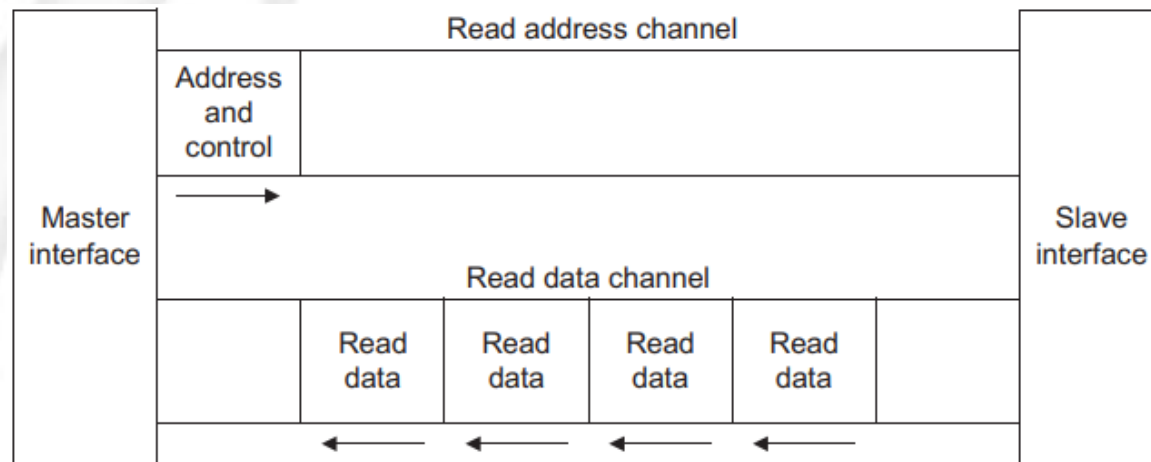 Read address channel
Address
and
control
Master
interface
Slave
interface
Read data channel
Read
data
Read
data
Read
data
Read
data